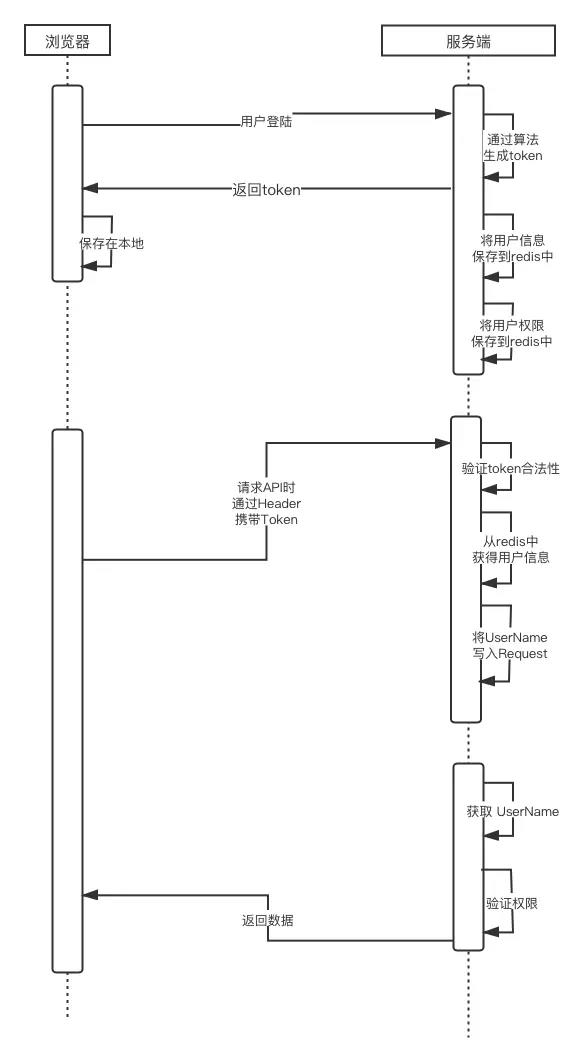 浏览器
服务端
用户登陆
通过算法
生成token
返回token
保存在本地
将用户信息
保存到redis中
将用户权限
保存到redis中
验证token合法性
请求API时
通过Header
携带Token
从redis中
获得用户信息
将UserName
写入Request
获取 UserName
验证权限
返回数据